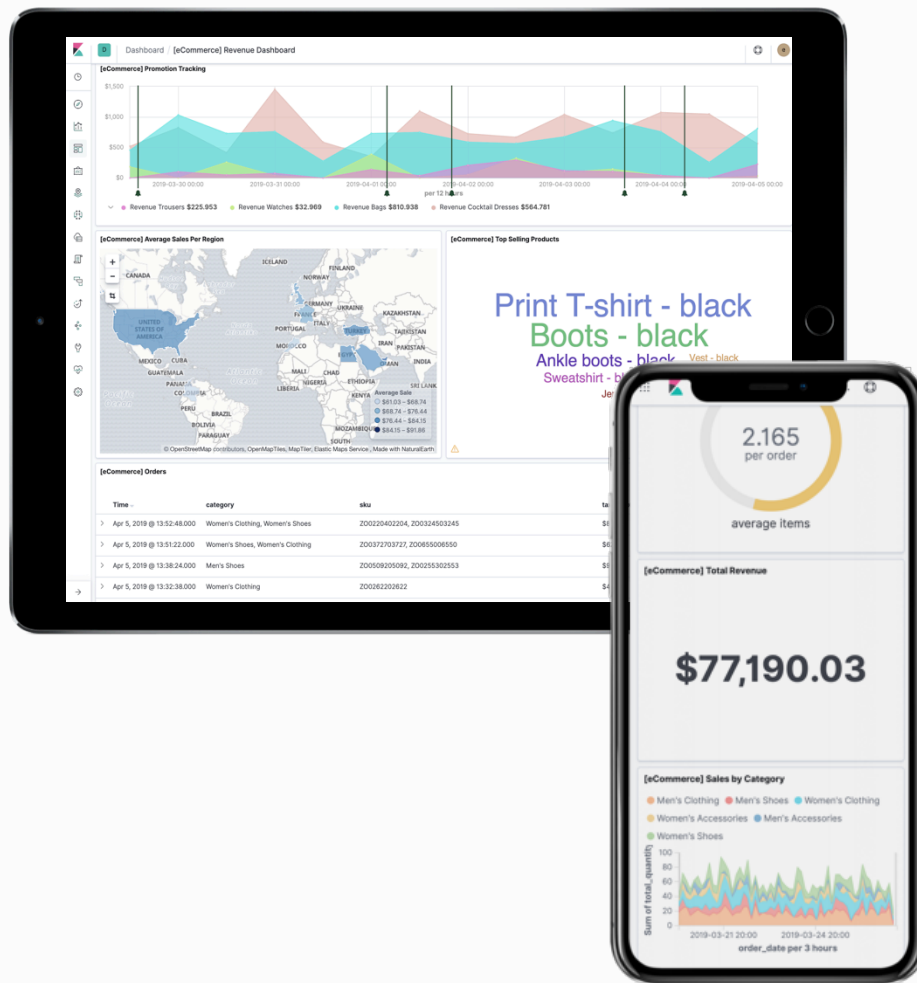 D Dashboard / [eCommerce] Revenue Dashboard
e
[eCommerce] Promotion Tracking
$1,500
$1,000
$500
$0
2019-03-30 00:00 2019-03-31 00:00 2019-04-01 00:00 2019-04-02 00:00 2019-04-03 00:00 2019-04-04 00:00 2019-04-05 00:00
per 12 hours
Revenue Trousers $225.953 Revenue Watches $32.969 Revenue Bags $810.938 Revenue Cocktail Dresses $564.781
[eCommerce] Average Sales Per Region
+
−
ICELAND
FINLAND
CANADA
NORWAY
GERMANY
UKRAINE
FRANCE
KAZAKHSTAN
UNITED
STATES OF
AMERICA
ITALY
PORTUGAL
TURKEY
TAJIKISTAN
MOROCCO
IRAN
PAKISTAN
EGYPT
MEXICO CUBA
OMAN
INDIA
GUATEMALA
MALI
CHAD
PANAMA
NIGERIA
ETHIOPIA
SRI LANKA
COLOMBIA
LIBERIA
KENYA
PERU
BRAZIL
BOLIVIA
MOZAMBIQUE
PARAGUAY
SOUTH
Average Sale
$81.03 – $68.74
$68.74 – $76.44
$76.44 – $84.15
$84.15 – $91.86
© OpenStreetMap contributors, OpenMapTiles, MapTiler, Elastic Maps Service , Made with NaturalEarth
[eCommerce] Top Selling Products
Print T-shirt - black
Boots - black
Ankle boots - black
Vest - black
Sweatshirt - bl
[eCommerce] Orders
Time category sku
Apr 5, 2019 @ 13:52:48.000 Women's Clothing, Women's Shoes ZO0220402204, ZO0324503245
Apr 5, 2019 @ 13:51:22.000 Women's Shoes, Women's Clothing ZO0372703727, ZO0655006550
Apr 5, 2019 @ 13:38:24.000 Men's Shoes ZO0509205092, ZO0255302553
Apr 5, 2019 @ 13:32:38.000 Women's Clothing ZO0262202622
2.165
per order
average items
[eCommerce] Total Revenue
$77,190.03
[eCommerce] Sales by Category
Men's Clothing Men's Shoes Women's Clothing
Women's Accessories Men's Accessories
Women's Shoes
Sum of total_quantity
100
80
60
40
20
0
2019-03-21 20:00 2019-03-24 20:00
order_date per 3 hours